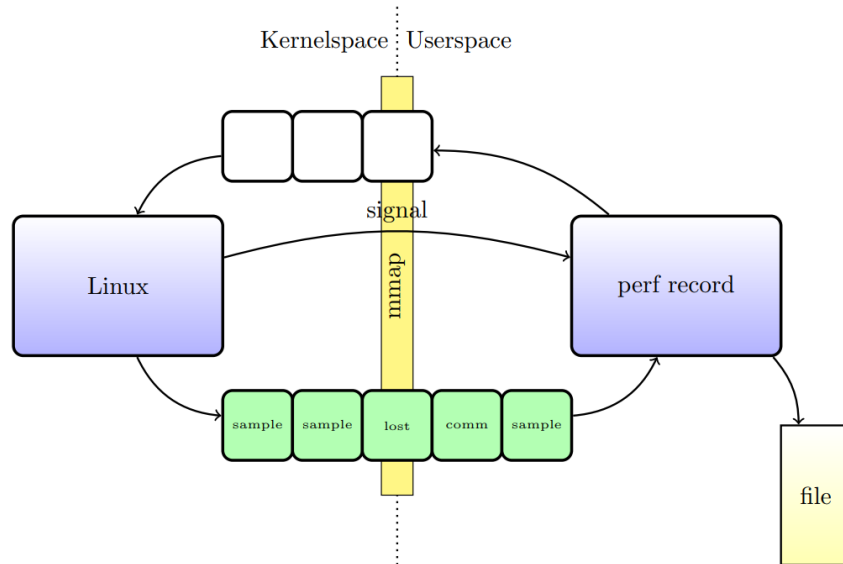 Kernelspace Userspace
signal
Linux
mmap
perf record
sample sample lost comm sample
file